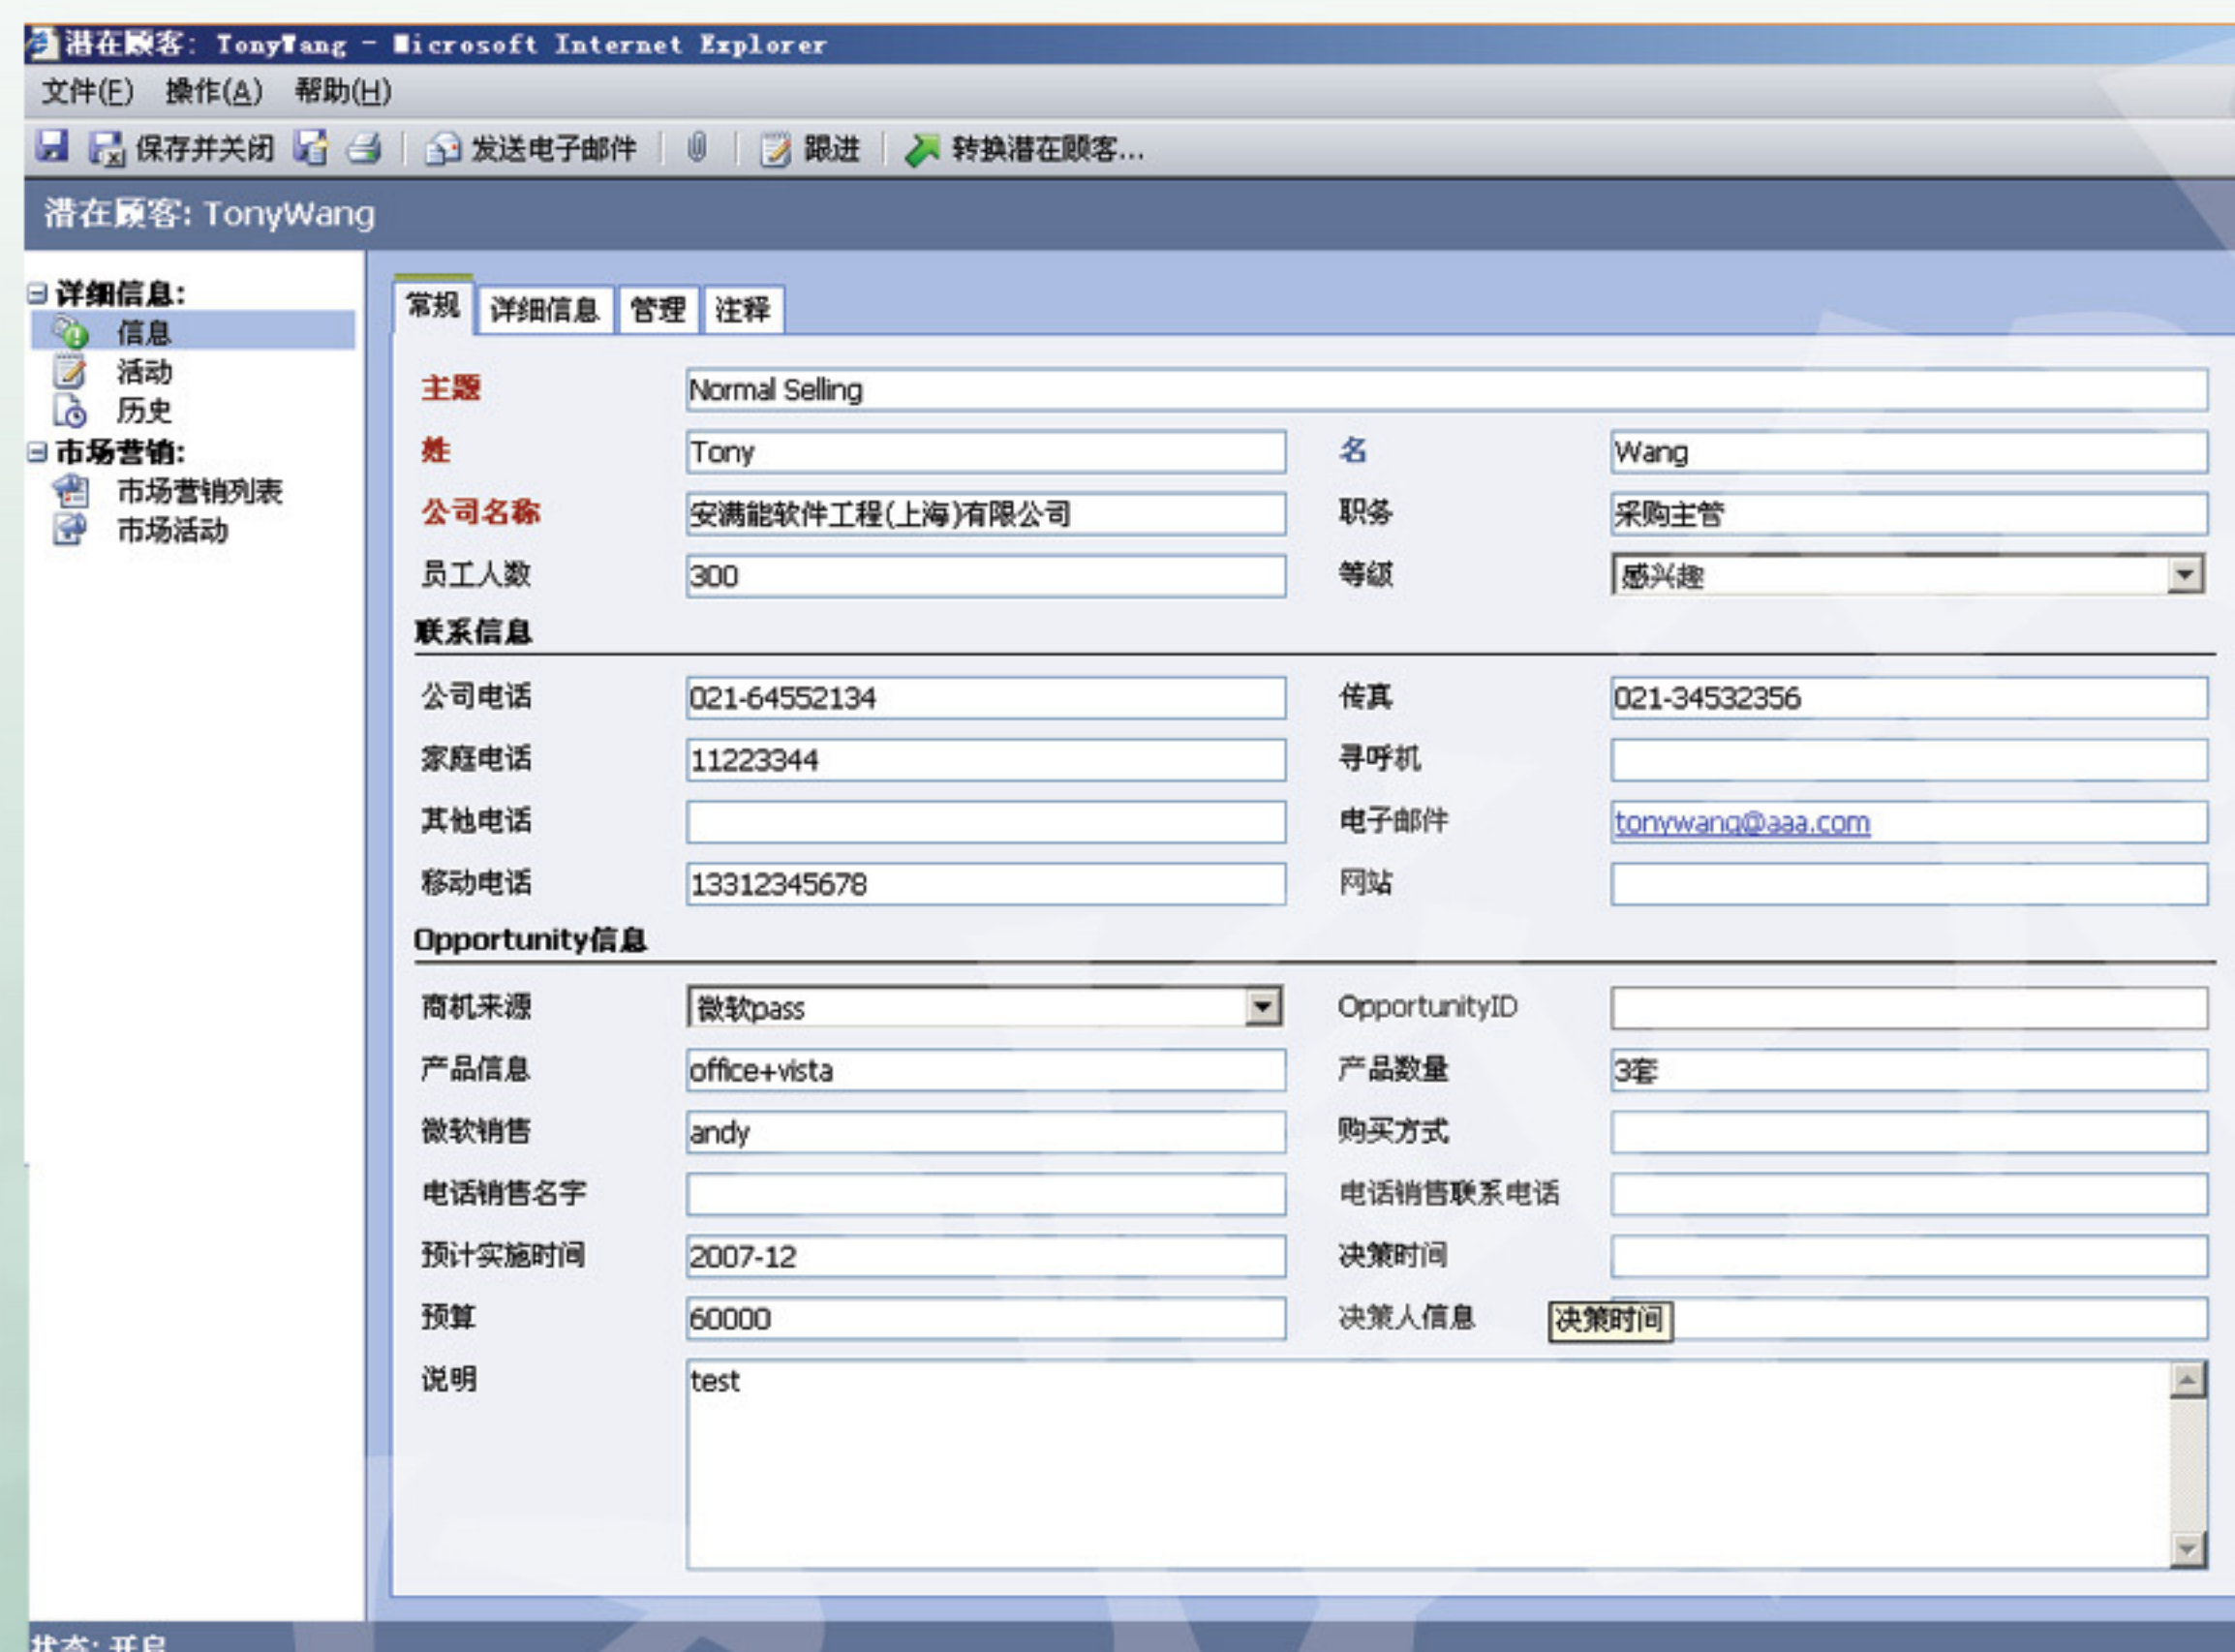 潜在顾客: TonyWang - Microsoft Internet Explorer
文件(F) 操作(A) 帮助(H)
保存并关闭 发送电子邮件 跟进 转换潜在顾客...
潜在顾客: TonyWang
详细信息:
信息
活动
历史
市场营销:
市场营销列表
市场活动
常规 详细信息 管理 注释
主题 Normal Selling
姓 Tony 名 Wang
公司名称 安满能软件工程(上海)有限公司 职务 采购主管
员工人数 300 等级 感兴趣
联系信息
公司电话 021-64552134 传真 021-34532356
家庭电话 11223344 寻呼机
其他电话 电子邮件 tonywang@aaa.com
移动电话 13312345678 网站
Opportunity信息
商机来源 微软pass OpportunityID
产品信息 office+vista 产品数量 3套
微软销售 andy 购买方式
电话销售名字 电话销售联系电话
预计实施时间 2007-12 决策时间
预算 60000 决策人信息 决策时间
说明 test
状态: 开启